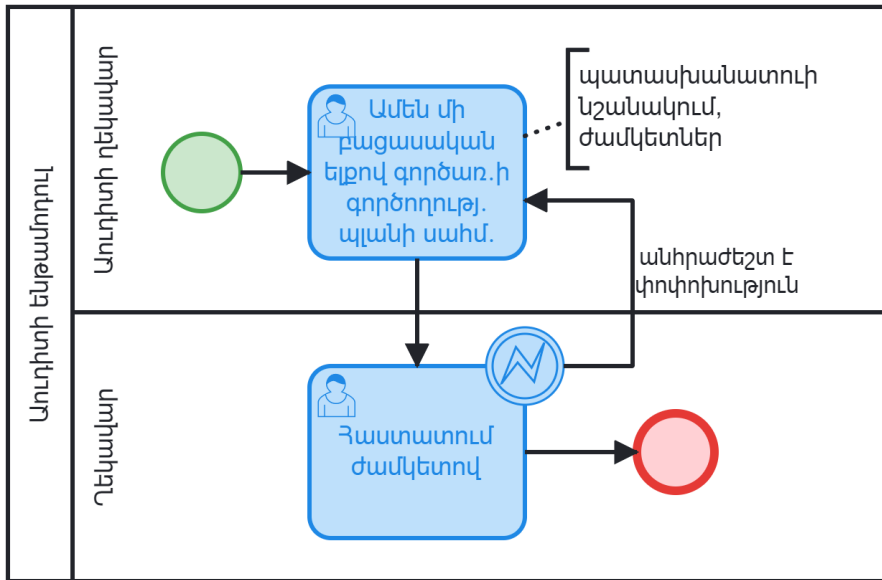 Աուդիտի ենթամոդուլ
Աուդիտի ղեկավար
Ամեն մի
բացասական
ելքով գործառ.ի
գործողությ.
պլանի սահմ.
պատասխանատուի
նշանակում,
ժամկետներ
անհրաժեշտ է
փոփոխություն
Ղեկավար
Հաստատում
ժամկետով